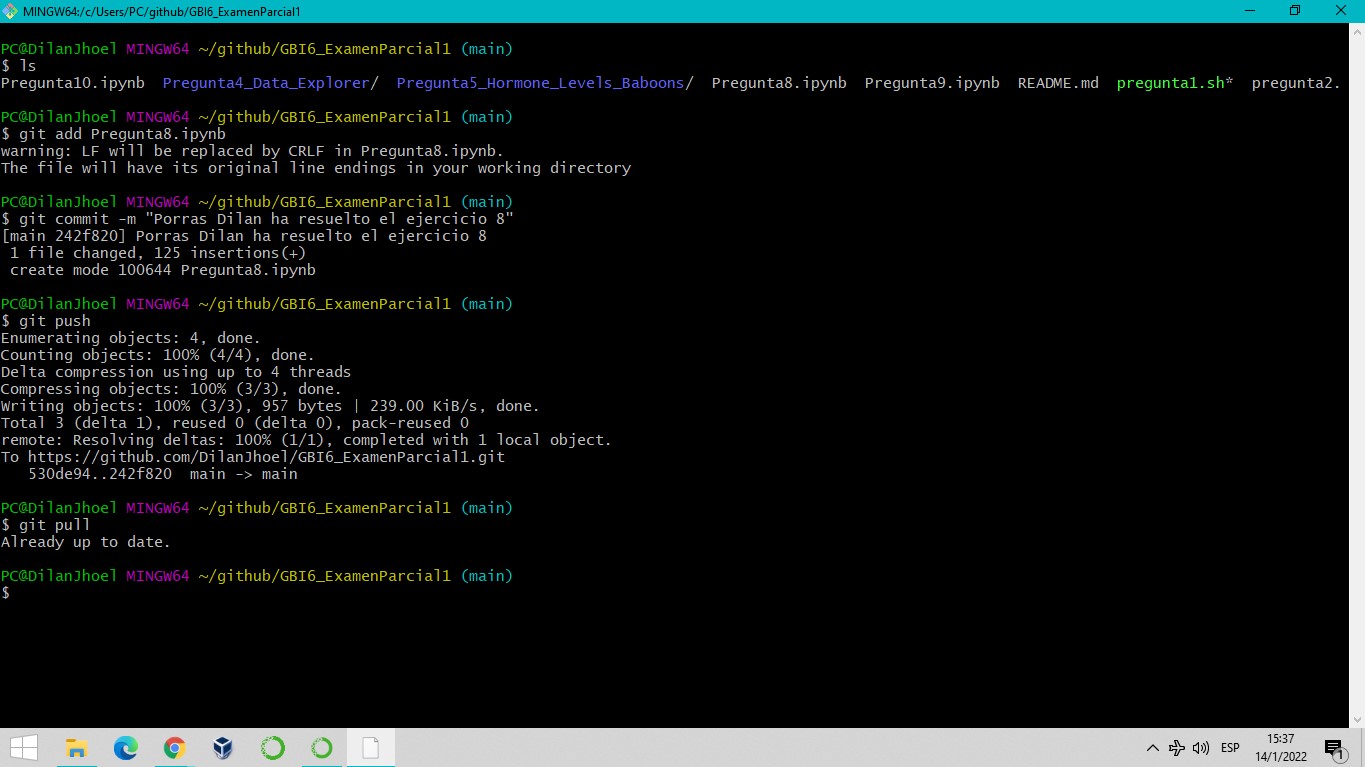 MINGW64:/c/Users/PC/github/GBI6_ExamenParcial1
PC@DilanJhoel MINGW64 ~/github/GBI6_ExamenParcial1 (main)
$ ls
Pregunta10.ipynb  Pregunta4_Data_Explorer/  Pregunta5_Hormone_Levels_Baboons/  Pregunta8.ipynb  Pregunta9.ipynb  README.md  pregunta1.sh*  pregunta2.
PC@DilanJhoel MINGW64 ~/github/GBI6_ExamenParcial1 (main)
$ git add Pregunta8.ipynb
warning: LF will be replaced by CRLF in Pregunta8.ipynb.
The file will have its original line endings in your working directory
PC@DilanJhoel MINGW64 ~/github/GBI6_ExamenParcial1 (main)
$ git commit -m "Porras Dilan ha resuelto el ejercicio 8"
[main 242f820] Porras Dilan ha resuelto el ejercicio 8
 1 file changed, 125 insertions(+)
 create mode 100644 Pregunta8.ipynb
PC@DilanJhoel MINGW64 ~/github/GBI6_ExamenParcial1 (main)
$ git push
Enumerating objects: 4, done.
Counting objects: 100% (4/4), done.
Delta compression using up to 4 threads
Compressing objects: 100% (3/3), done.
Writing objects: 100% (3/3), 957 bytes | 239.00 KiB/s, done.
Total 3 (delta 1), reused 0 (delta 0), pack-reused 0
remote: Resolving deltas: 100% (1/1), completed with 1 local object.
To https://github.com/DilanJhoel/GBI6_ExamenParcial1.git
   530de94..242f820  main -> main
PC@DilanJhoel MINGW64 ~/github/GBI6_ExamenParcial1 (main)
$ git pull
Already up to date.
PC@DilanJhoel MINGW64 ~/github/GBI6_ExamenParcial1 (main)
$
ESP
15:37
14/1/2022
1